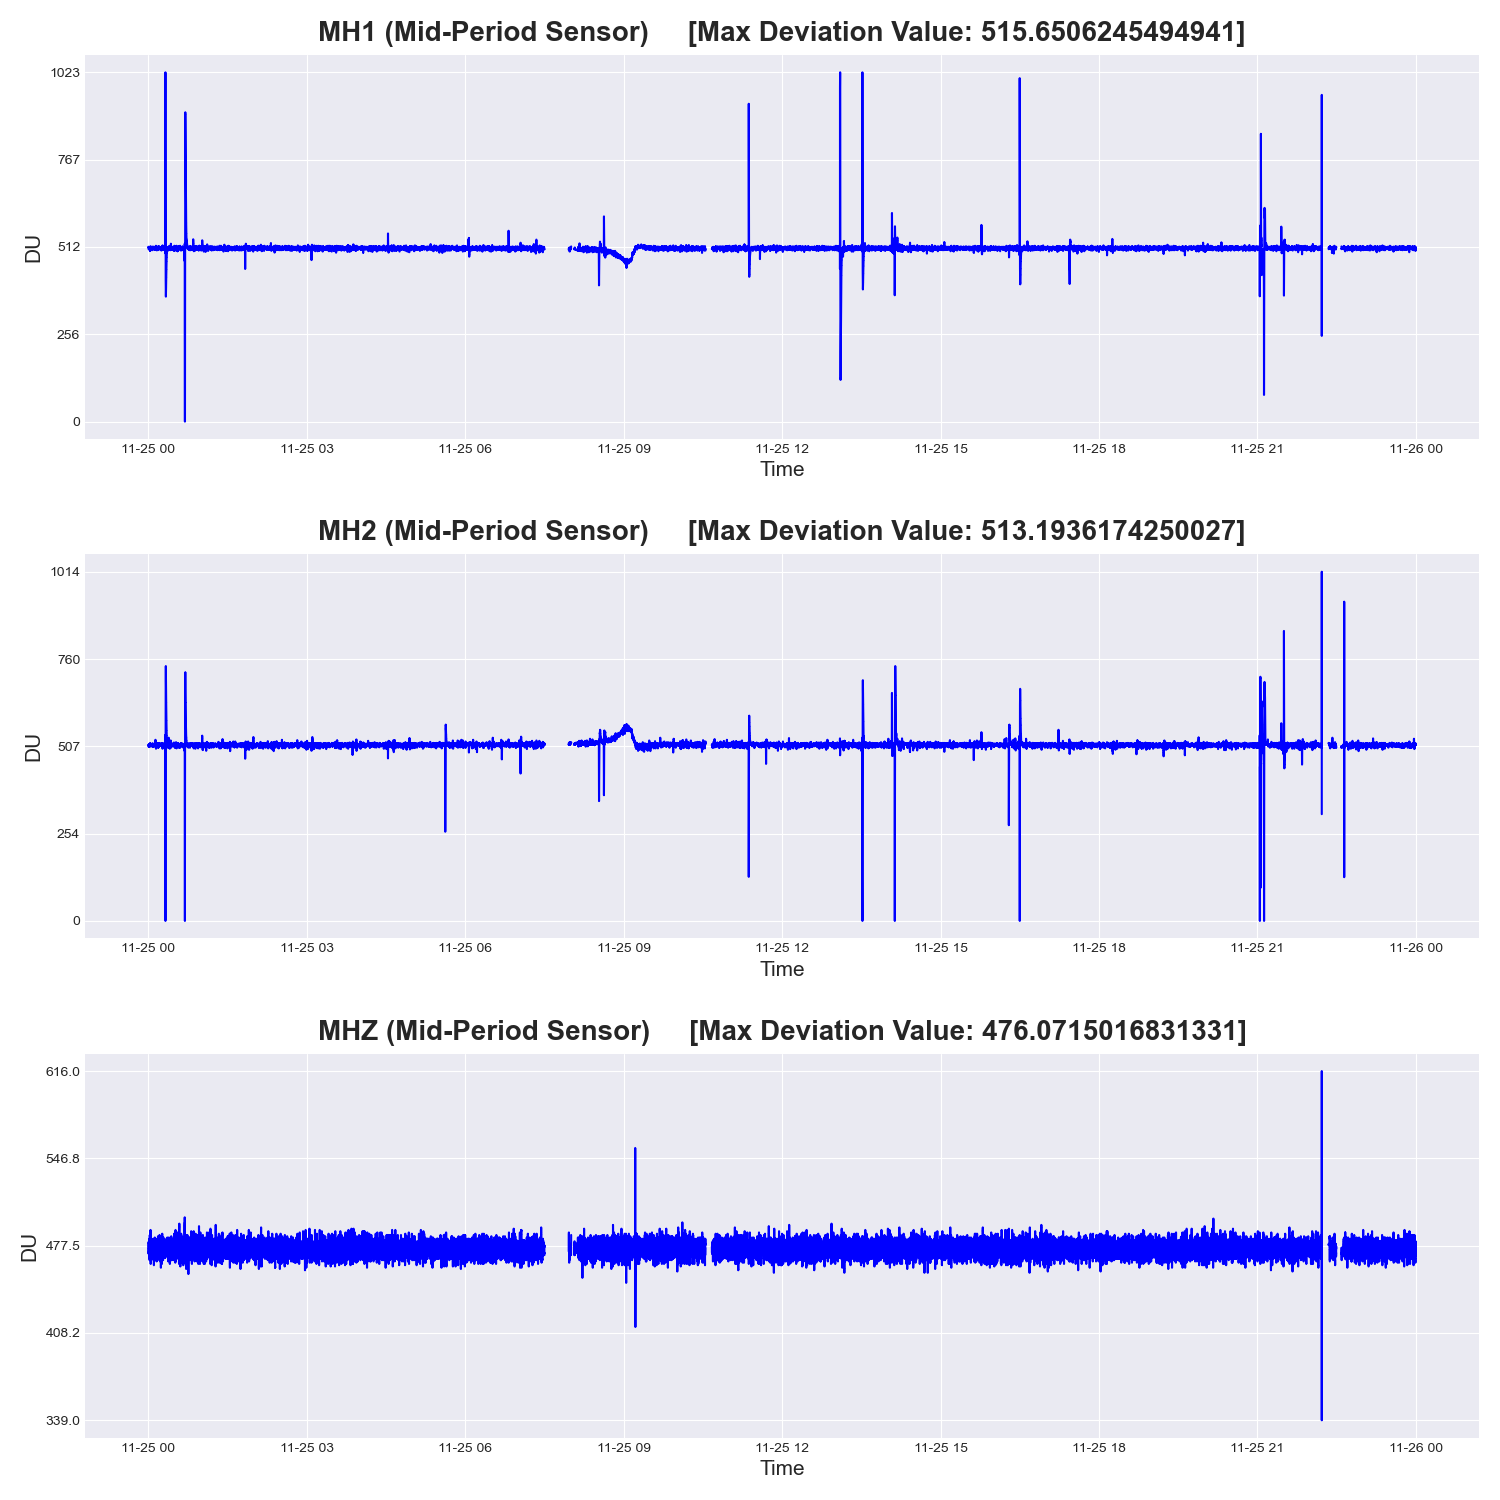 MH1 (Mid-Period Sensor) [Max Deviation Value: 515.6506245494941]
1023
767
512
256
0
DU
11-25 00 11-25 03 11-25 06 11-25 09 11-25 12 11-25 15 11-25 18 11-25 21 11-26 00
Time
MH2 (Mid-Period Sensor) [Max Deviation Value: 513.1936174250027]
1014
760
507
254
0
DU
11-25 00 11-25 03 11-25 06 11-25 09 11-25 12 11-25 15 11-25 18 11-25 21 11-26 00
Time
MHZ (Mid-Period Sensor) [Max Deviation Value: 476.0715016831331]
616.0
546.8
477.5
408.2
339.0
DU
11-25 00 11-25 03 11-25 06 11-25 09 11-25 12 11-25 15 11-25 18 11-25 21 11-26 00
Time